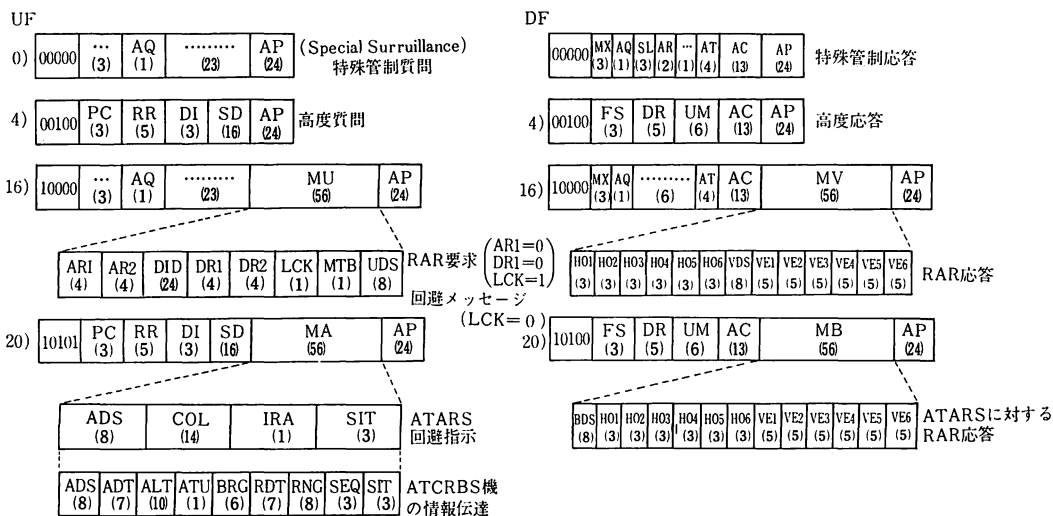 UF
0) 00000 … (3) AQ (1) ……… (23) AP (24) (Special Surruillance) 特殊管制質問
4) 00100 PC (3) RR (5) DI (3) SD (16) AP (24) 高度質問
16) 10000 … (3) AQ (1) ……… (23) MU (56) AP (24)
ARI (4) AR2 (4) DID (24) DR1 (4) DR2 (4) LCK (1) MTB (1) UDS (8) RAR要求 (AR1=0 DR1=0 LCK=1)
回避メッセージ
(LCK=0)
20) 10101 PC (3) RR (5) DI (3) SD (16) MA (56) AP (24)
ADS (8) COL (14) IRA (1) SIT (3) ATARS 回避指示
ADS (8) ADT (7) ALT (10) ATU (1) BRG (6) RDT (7) RNG (8) SEQ (3) SIT (3) ATCRBS機 の情報伝達
DF
00000 MX (3) AQ (1) SL (3) AR (2) … (1) AT (4) AC (13) AP (24) 特殊管制応答
4) 00100 FS (3) DR (5) UM (6) AC (13) AP (24) 高度応答
16) 10000 MX (3) AQ (1) ……… (6) AT (4) AC (13) MV (56) AP (24)
HO1 (3) HO2 (3) HO3 (3) HO4 (3) HO5 (3) HO6 (3) VDS (8) VE1 (5) VE2 (5) VE3 (5) VE4 (5) VE5 (5) VE6 (5) RAR応答
20) 10100 FS (3) DR (5) UM (6) AC (13) MB (56) AP (24)
BDS (8) HO1 (3) HO2 (3) HO3 (3) HO4 (3) HO5 (3) HO6 (3) VE1 (5) VE2 (5) VE3 (5) VE4 (5) VE5 (5) VE6 (5) ATARSに対する RAR応答